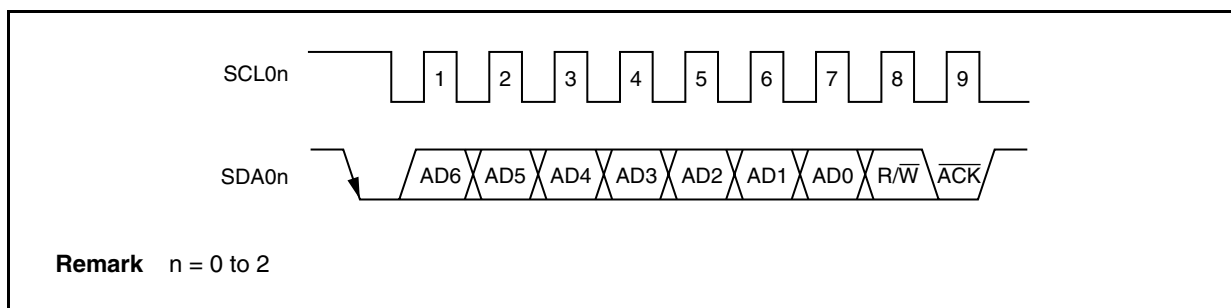 SCL0n 1 2 3 4 5 6 7 8 9
SDA0n AD6 AD5 AD4 AD3 AD2 AD1 AD0 R/W̅ A̅C̅K̅
Remark n = 0 to 2